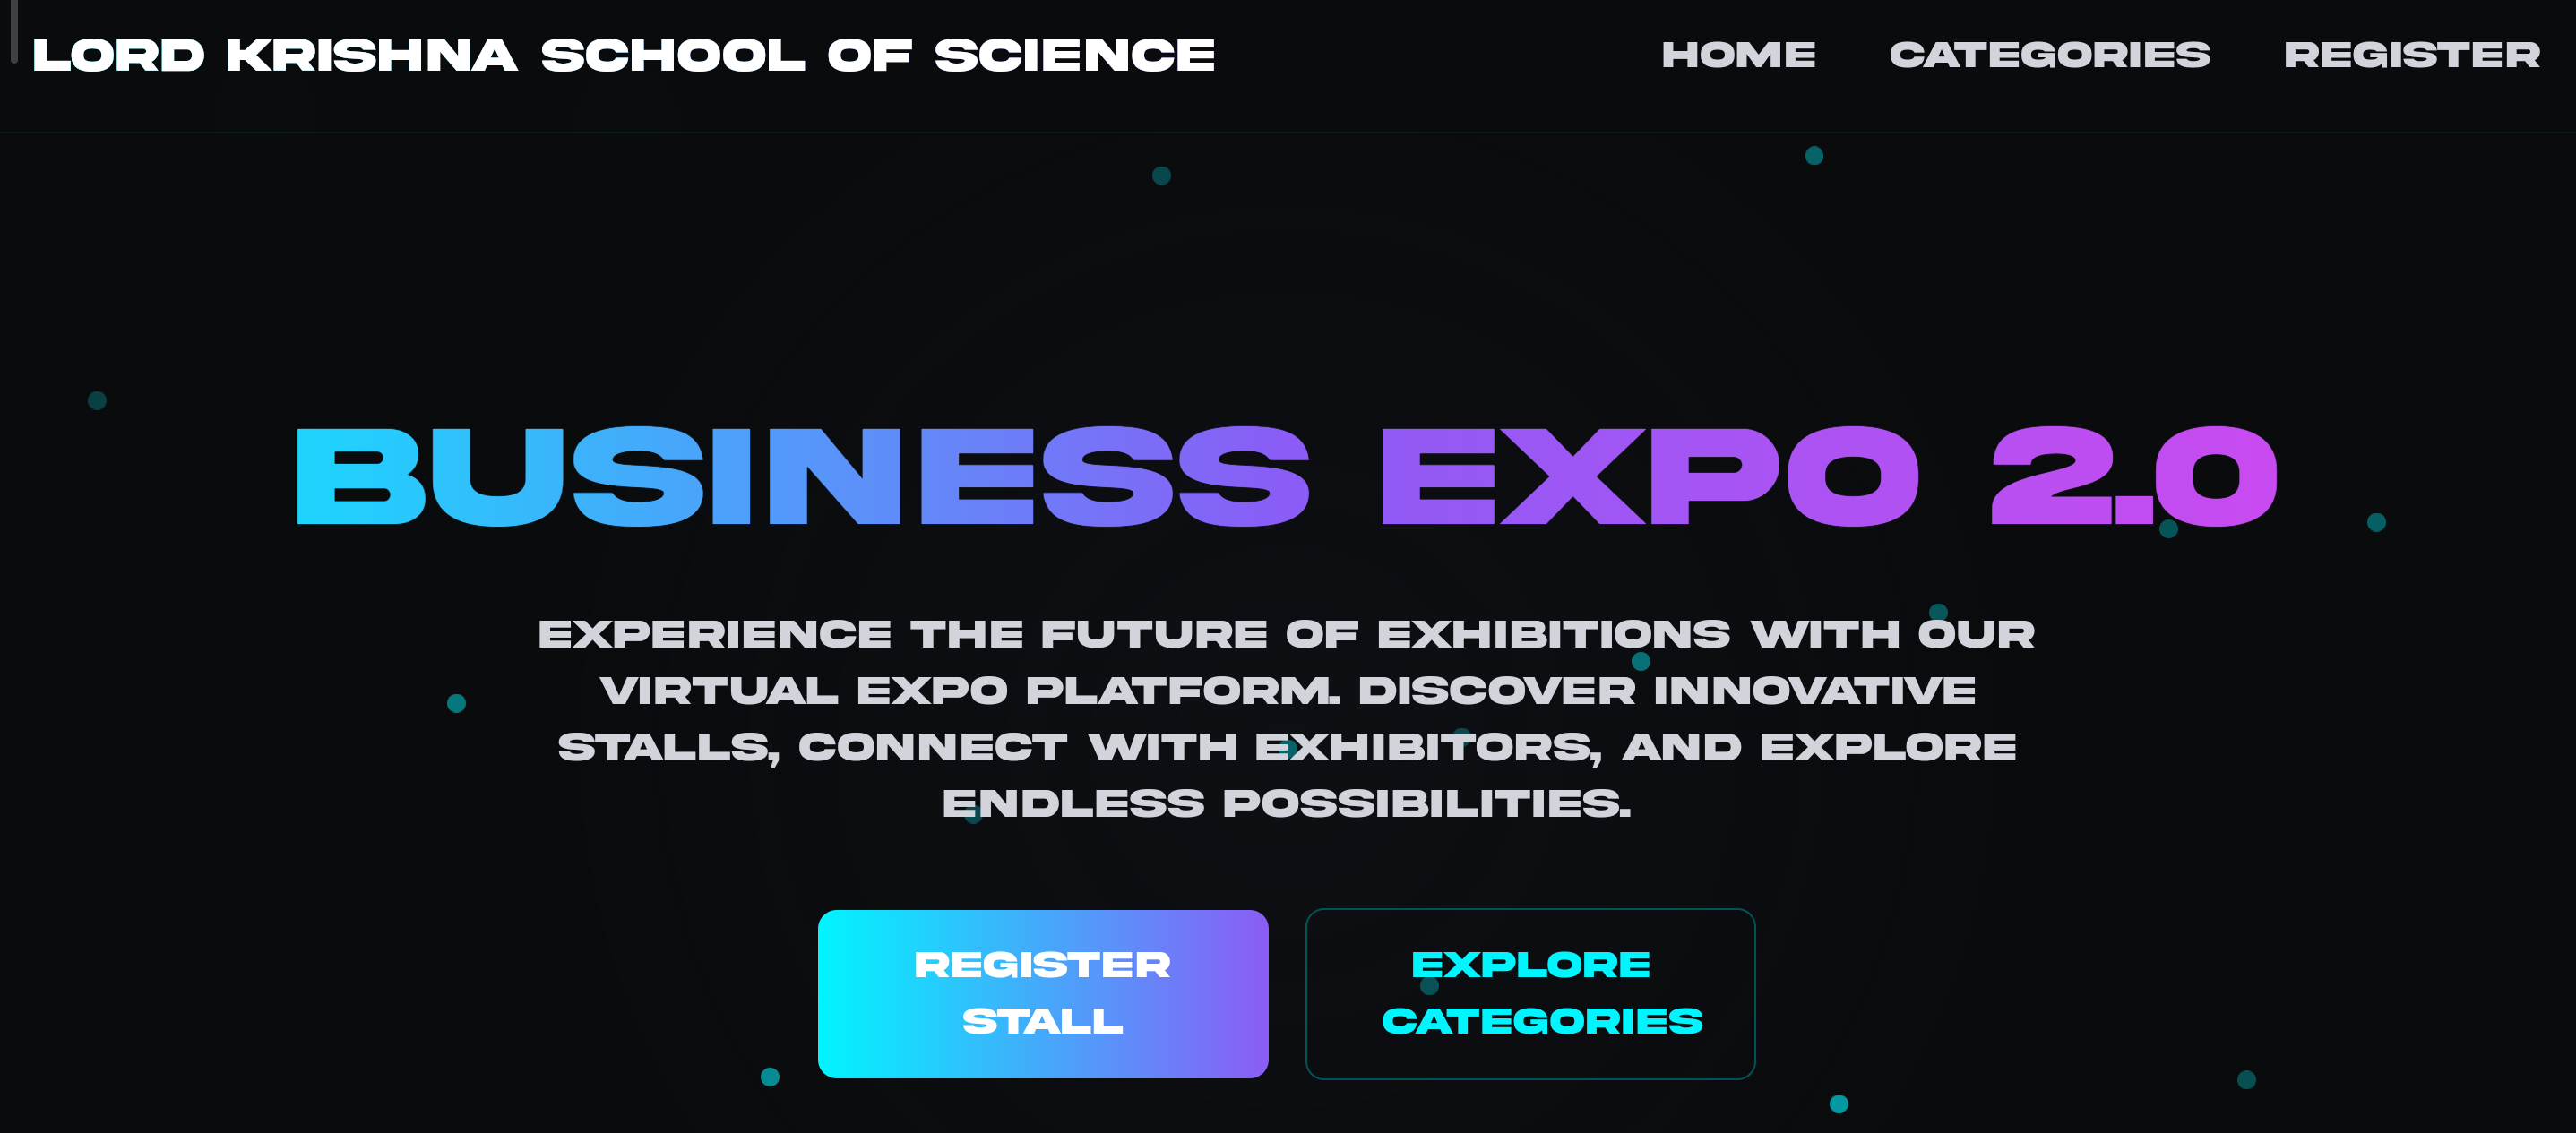 LORD KRISHNA SCHOOL OF SCIENCE
HOME
CATEGORIES
REGISTER
BUSINESS EXPO 2.0
EXPERIENCE THE FUTURE OF EXHIBITIONS WITH OUR
VIRTUAL EXPO PLATFORM. DISCOVER INNOVATIVE
STALLS, CONNECT WITH EXHIBITORS, AND EXPLORE
ENDLESS POSSIBILITIES.
REGISTER
STALL
EXPLORE
CATEGORIES